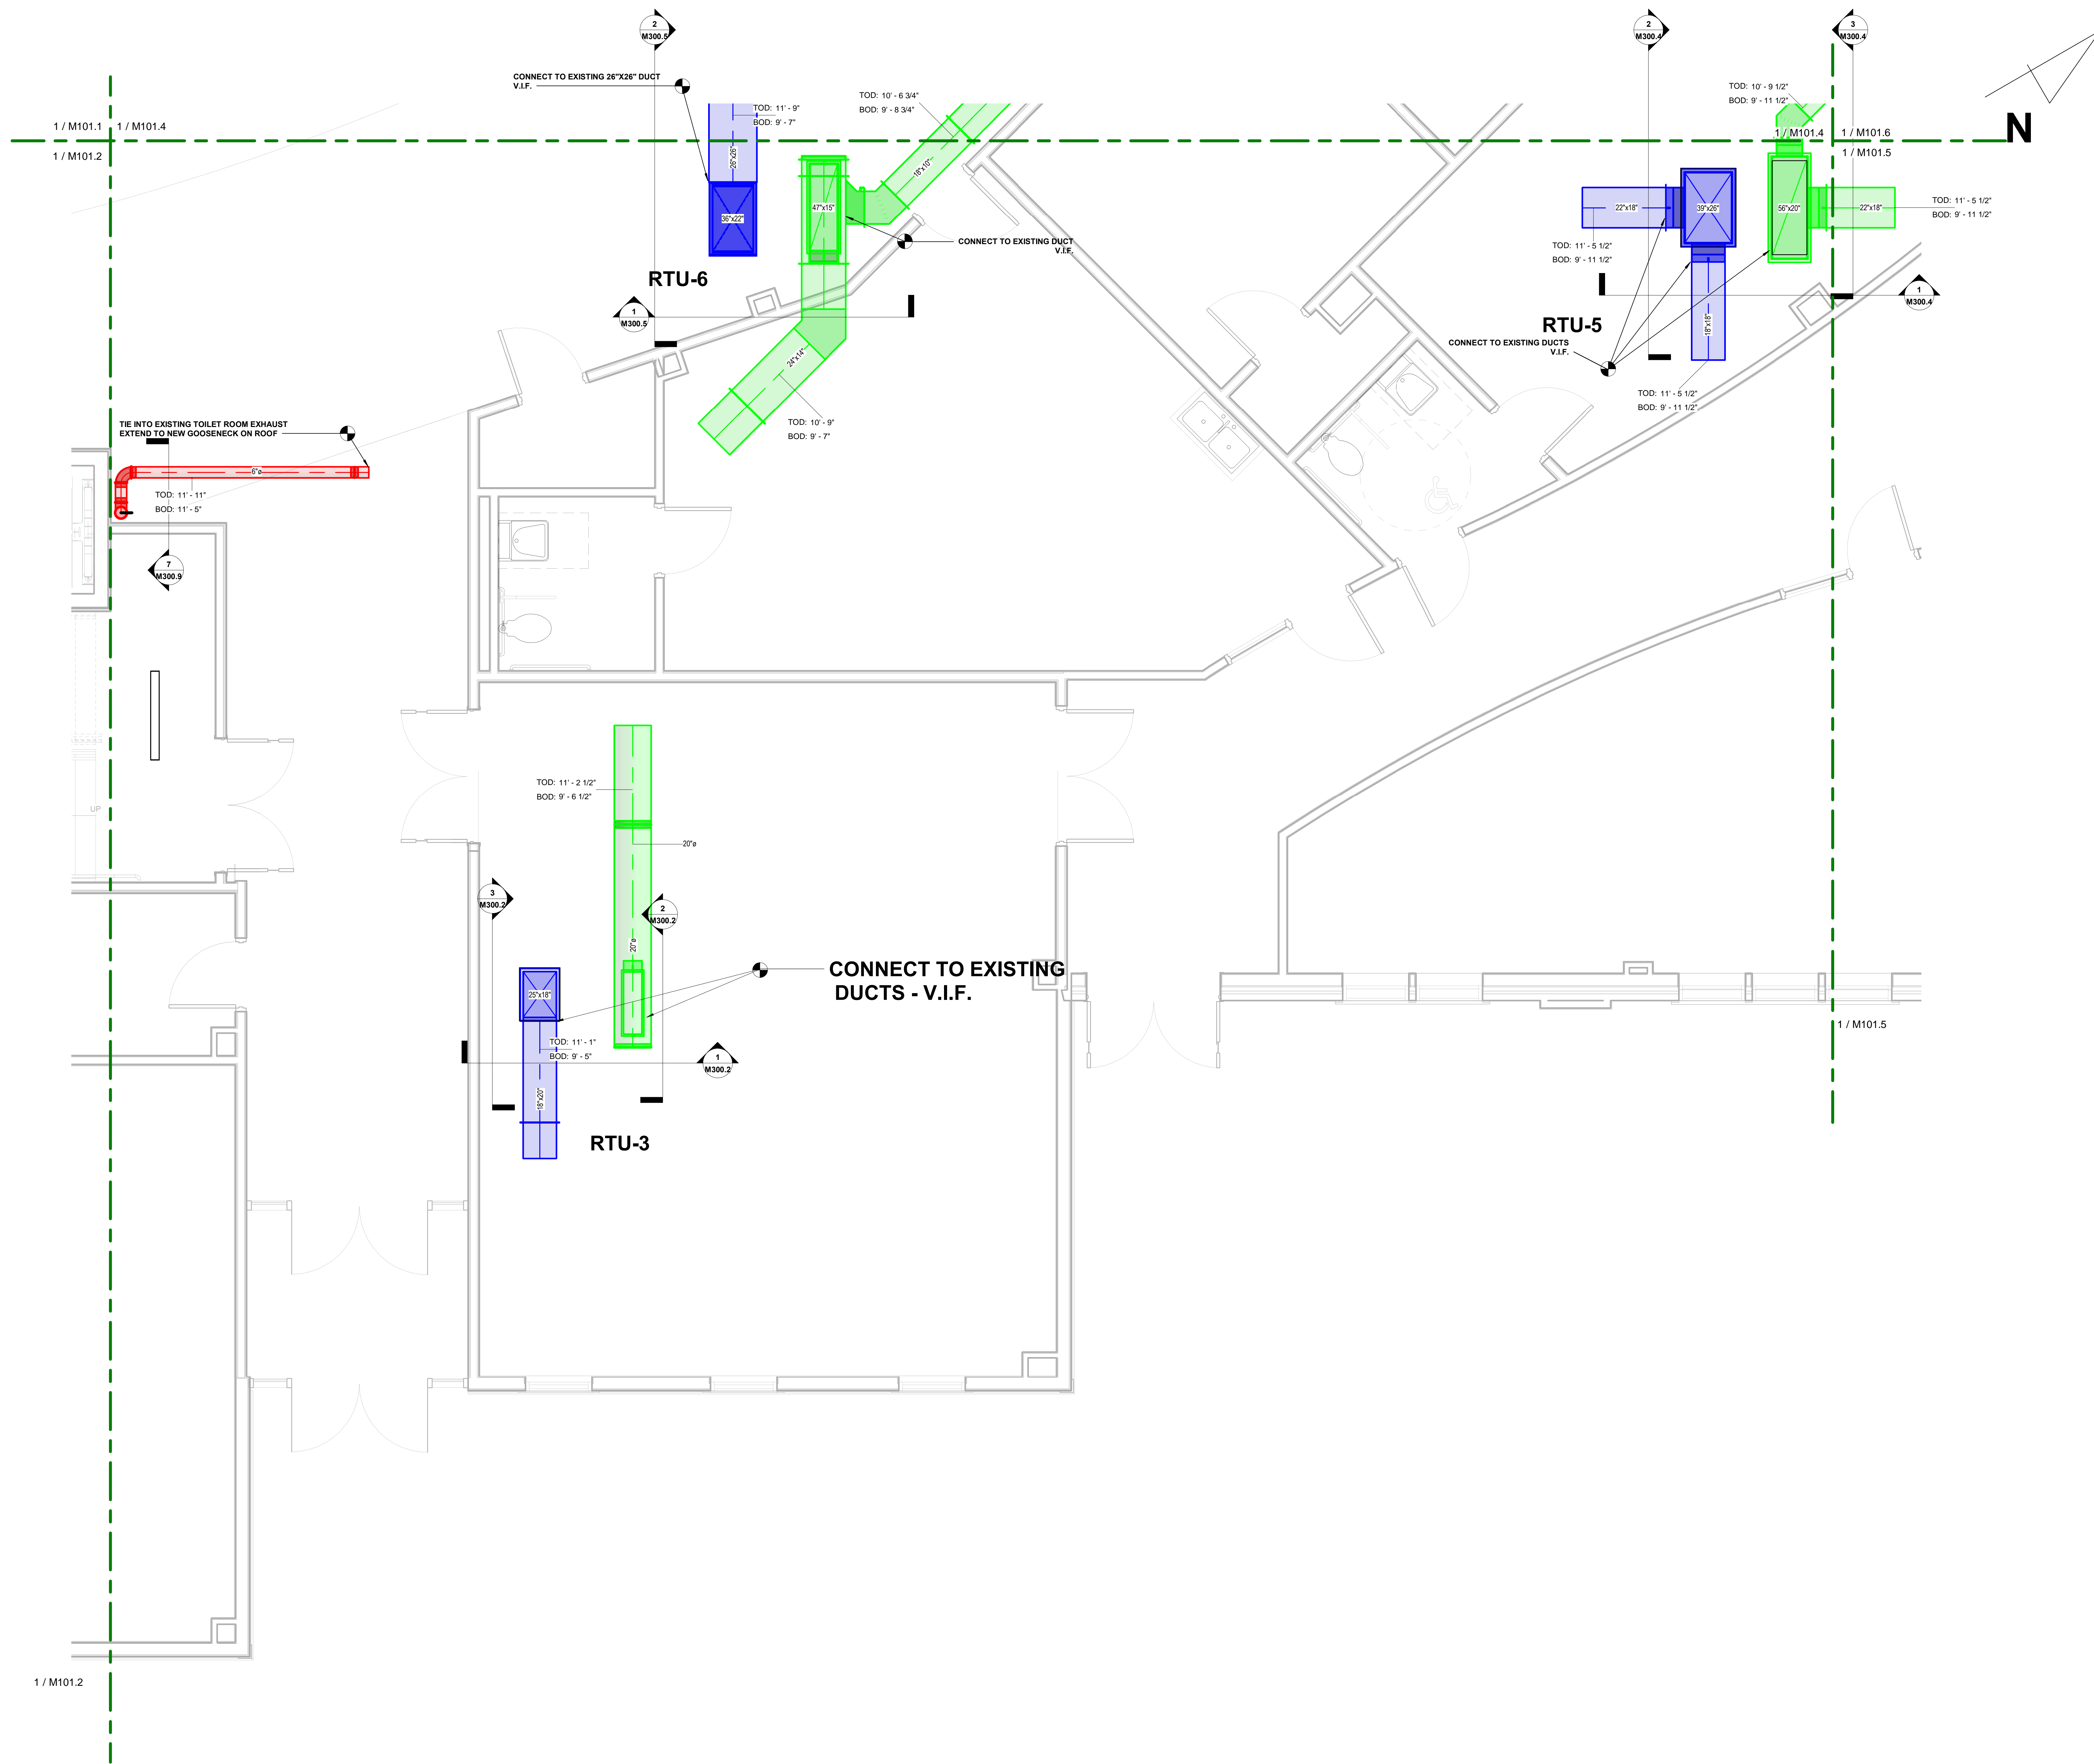 2
M300.5
2
M300.4
3
M300.4
CONNECT TO EXISTING 26"X26" DUCT
V.I.F.
TOD: 11' - 9"
BOD: 9' - 7"
TOD: 10' - 6 3/4"
BOD: 9' - 8 3/4"
TOD: 10' - 9 1/2"
BOD: 9' - 11 1/2"
N
1 / M101.1
1 / M101.4
1 / M101.2
1 / M101.4
1 / M101.6
1 / M101.5
26"x26"
18"x10"
36"x22"
47"x15"
CONNECT TO EXISTING DUCT
V.I.F.
22"x18"
39"x26"
56"x20"
22"x18"
TOD: 11' - 5 1/2"
BOD: 9' - 11 1/2"
TOD: 11' - 5 1/2"
BOD: 9' - 11 1/2"
RTU-6
1
M300.5
1
M300.4
RTU-5
18"x18"
CONNECT TO EXISTING DUCTS
V.I.F.
24"x14"
TOD: 11' - 5 1/2"
BOD: 9' - 11 1/2"
TOD: 10' - 9"
BOD: 9' - 7"
TIE INTO EXISTING TOILET ROOM EXHAUST
EXTEND TO NEW GOOSENECK ON ROOF
6"ø
TOD: 11' - 11"
BOD: 11' - 5"
7
M300.9
UP
TOD: 11' - 2 1/2"
BOD: 9' - 6 1/2"
20"ø
3
M300.2
2
M300.2
20"ø
CONNECT TO EXISTING
DUCTS - V.I.F.
25"x18"
TOD: 11' - 1"
BOD: 9' - 5"
1
M300.2
18"x20"
RTU-3
1 / M101.5
1 / M101.2